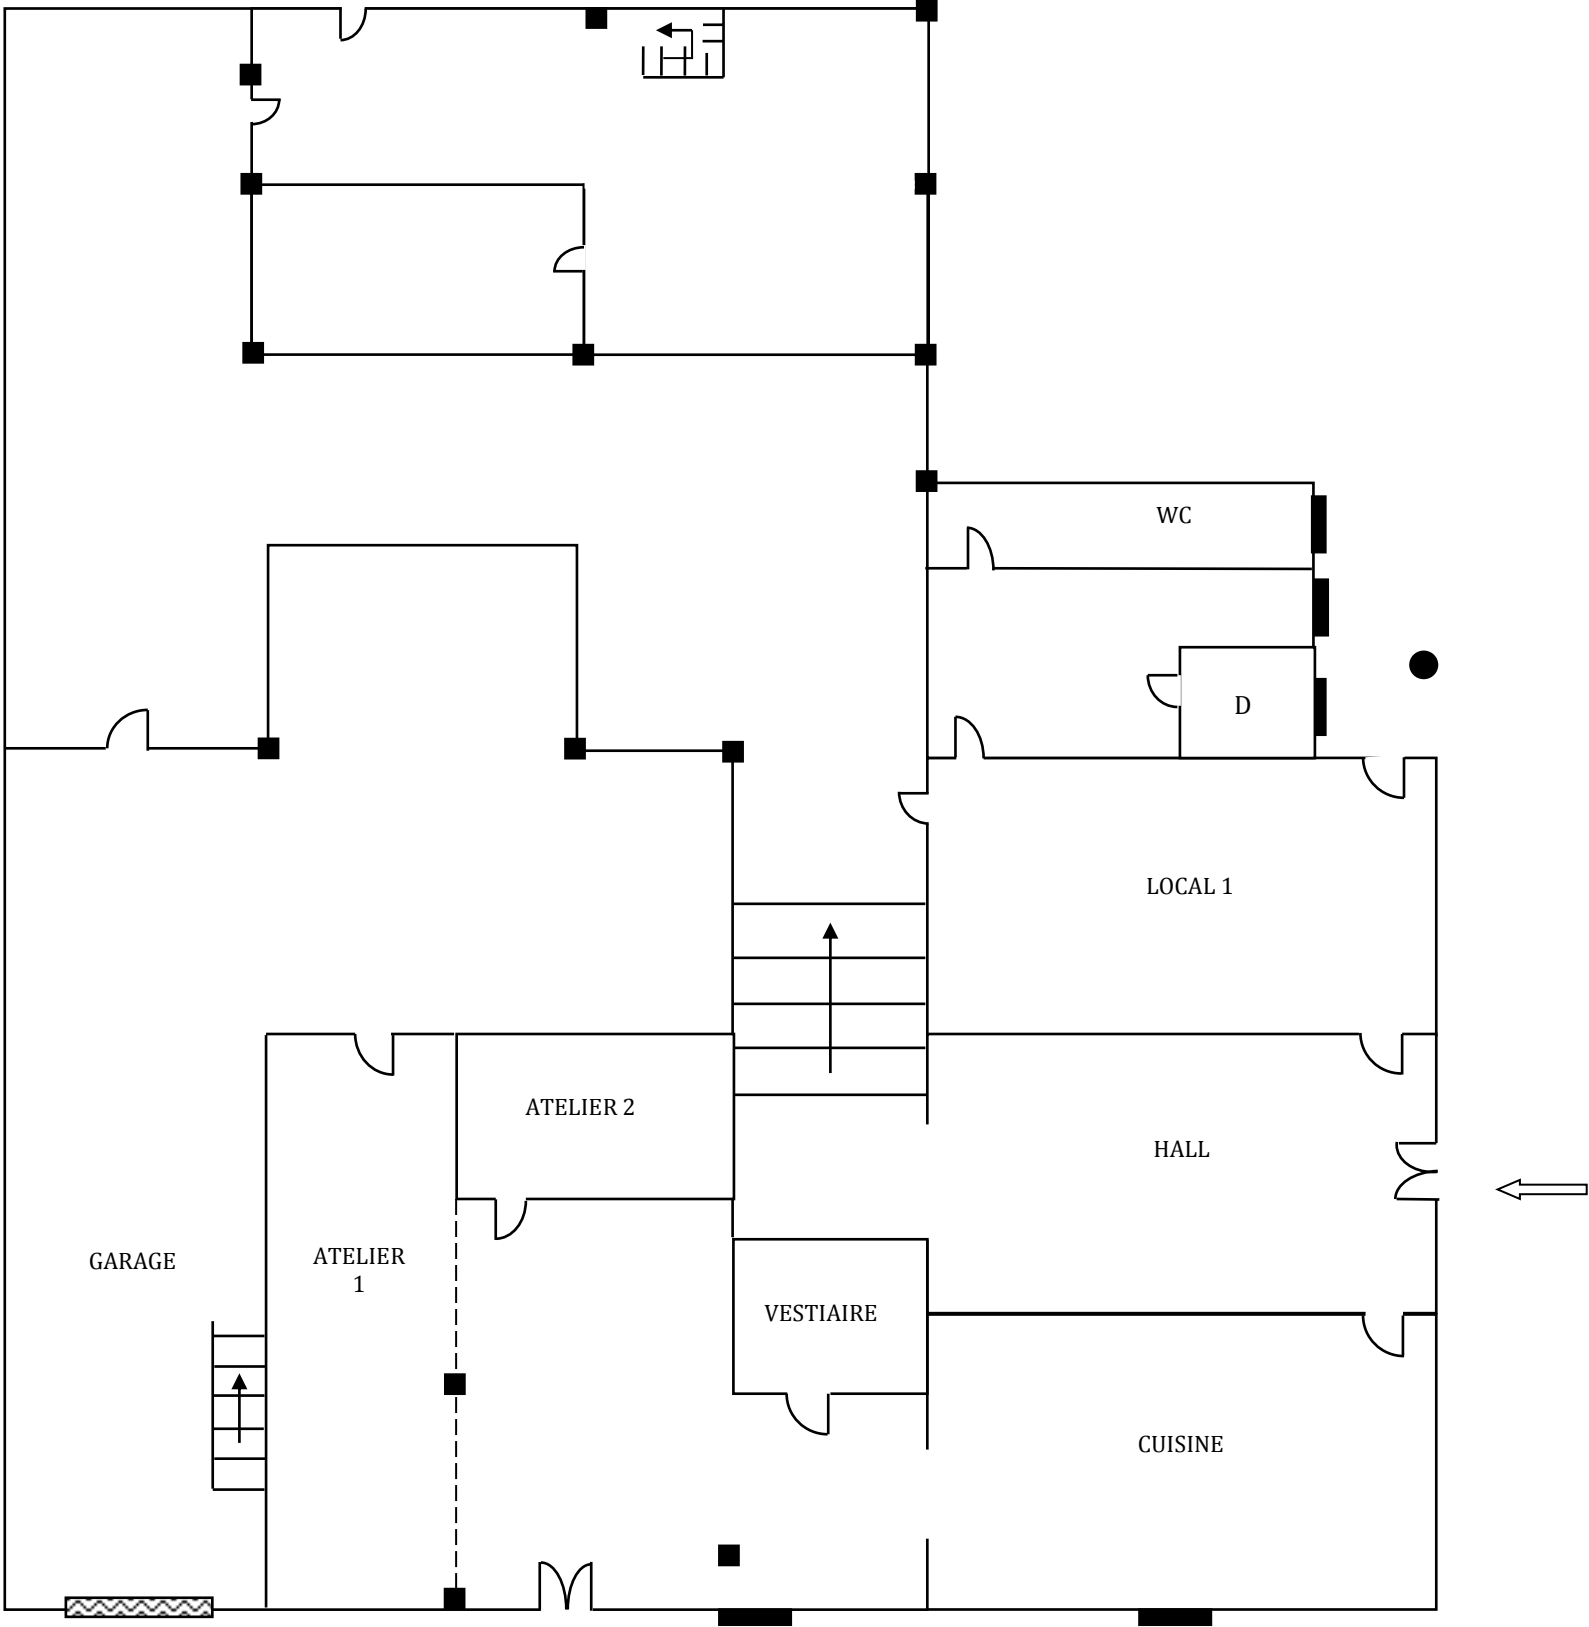 WC
D
LOCAL 1
ATELIER 2
HALL
GARAGE
ATELIER
1
VESTIAIRE
CUISINE